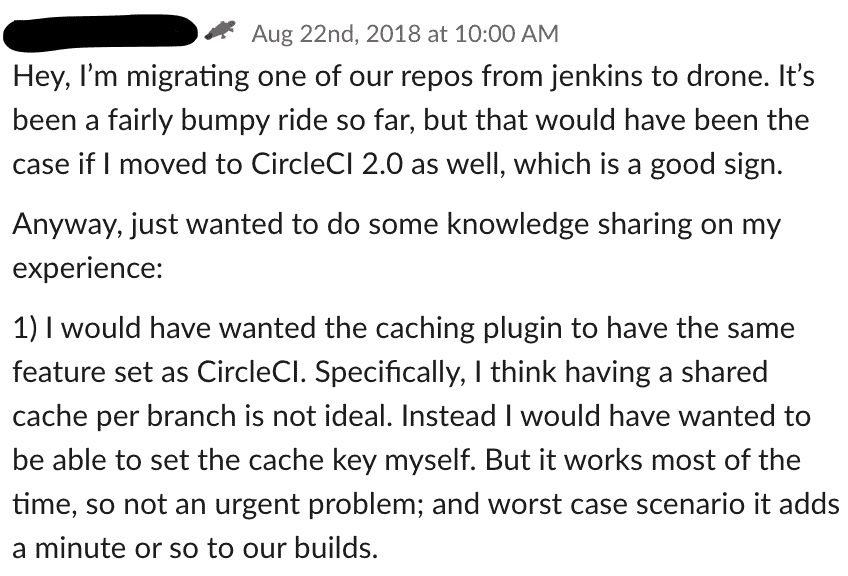 Aug 22nd, 2018 at 10:00 AM
Hey, I’m migrating one of our repos from jenkins to drone. It’s
been a fairly bumpy ride so far, but that would have been the
case if I moved to CircleCI 2.0 as well, which is a good sign.
Anyway, just wanted to do some knowledge sharing on my
experience:
1) I would have wanted the caching plugin to have the same
feature set as CircleCI. Specifically, I think having a shared
cache per branch is not ideal. Instead I would have wanted to
be able to set the cache key myself. But it works most of the
time, so not an urgent problem; and worst case scenario it adds
a minute or so to our builds.